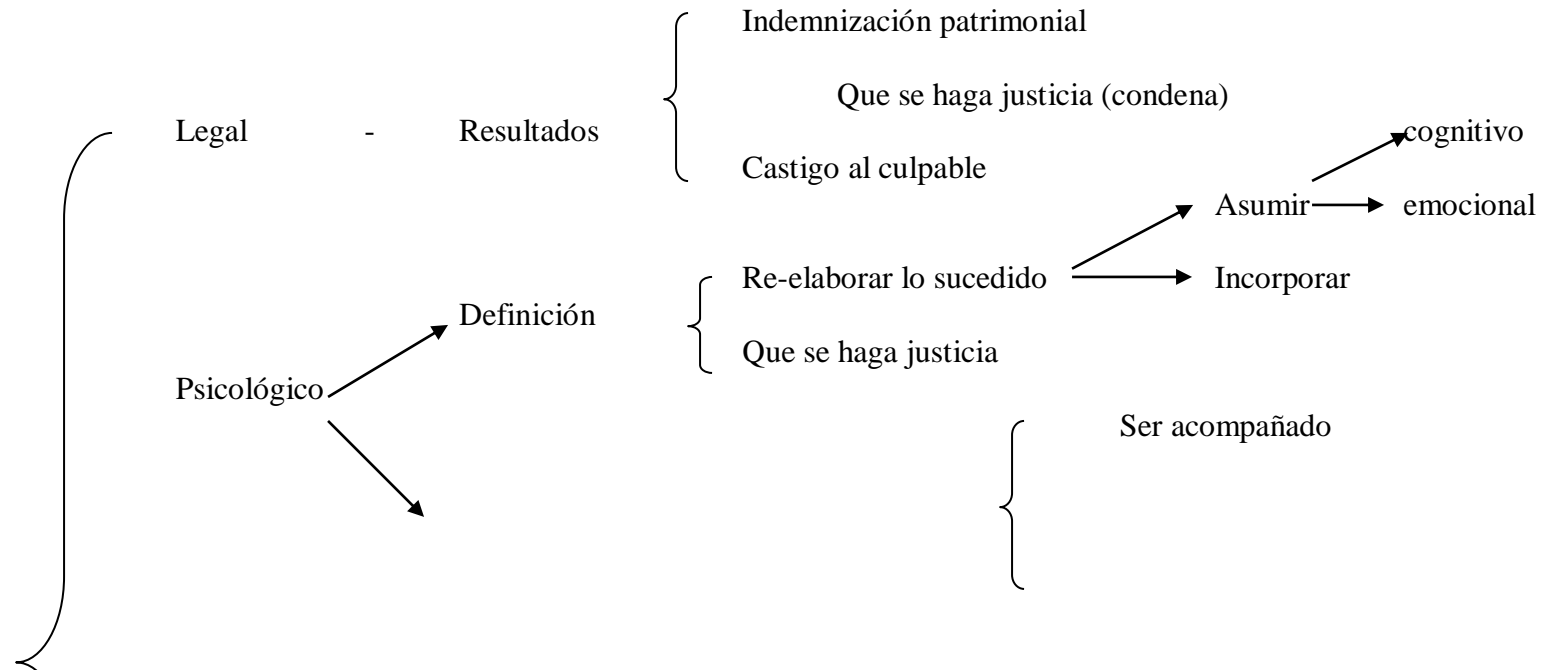 Indemnización patrimonial
Que se haga justicia (condena)
Legal - Resultados
cognitivo
Castigo al culpable
Asumir emocional
Re-elaborar lo sucedido Incorporar
Definición
Que se haga justicia
Psicológico
Ser acompañado